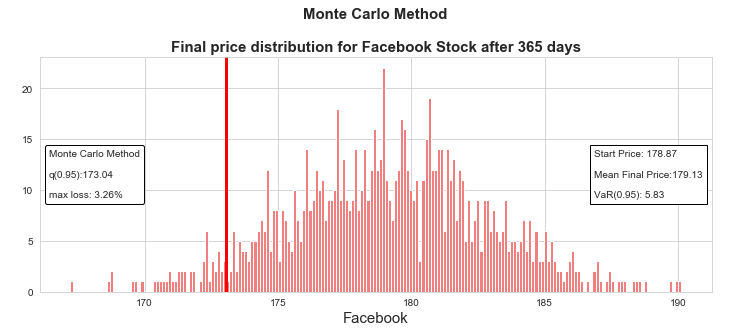 Monte Carlo Method
Final price distribution for Facebook Stock after 365 days
20
15
10
5
0
Monte Carlo Method
q(0.95):173.04
max loss: 3.26%
Start Price: 178.87
Mean Final Price:179.13
VaR(0.95): 5.83
170 175 180 185 190
Facebook